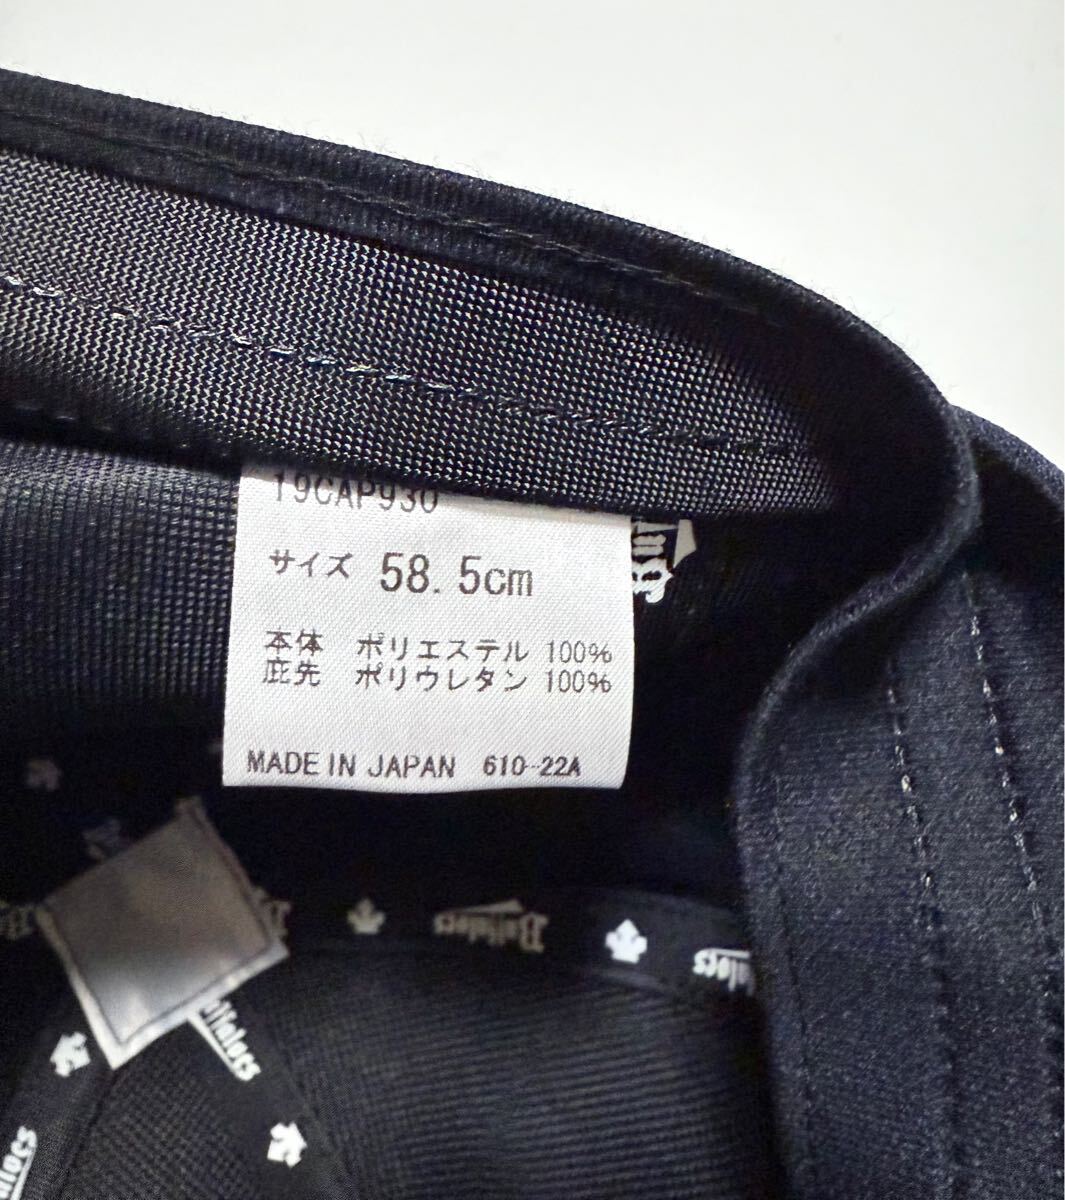 19CAP930
サイズ 58.5cm
本体 ポリエステル 100%
庇先 ポリウレタン 100%
MADE IN JAPAN 610-22A
Buffaloes